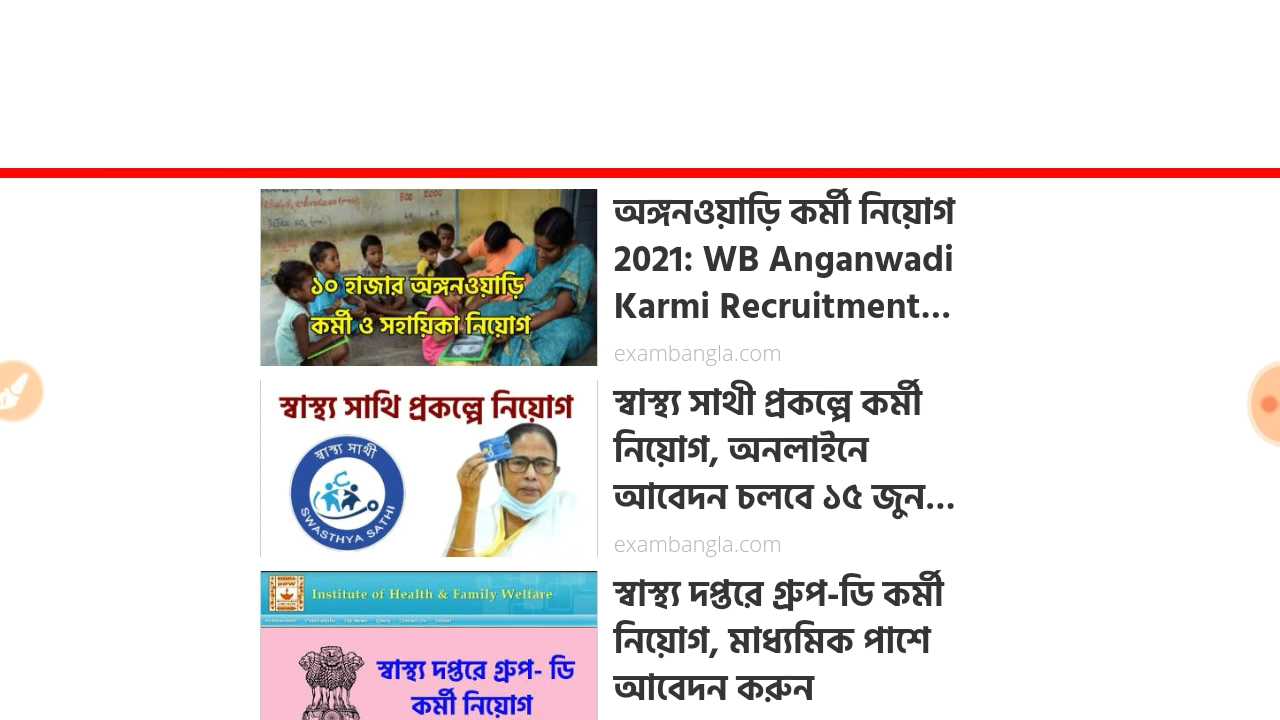 ১০ হাজার অঙ্গনওয়াড়ি
কর্মী ও সহায়িকা নিয়োগ
অঙ্গনওয়াড়ি কর্মী নিয়োগ
2021: WB Anganwadi
Karmi Recruitment...
exambangla.com
স্বাস্থ্য সাথি প্রকল্পে নিয়োগ
স্বাস্থ্য সাথী
SWASTHYA SATHI
স্বাস্থ্য সাথী প্রকল্পে কর্মী
নিয়োগ, অনলাইনে
আবেদন চলবে ১৫ জুন...
exambangla.com
Institute of Health & Family Welfare
স্বাস্থ্য দপ্তরে গ্রুপ- ডি
কর্মী নিয়োগ
স্বাস্থ্য দপ্তরে গ্রুপ-ডি কর্মী
নিয়োগ, মাধ্যমিক পাশে
আবেদন করুন